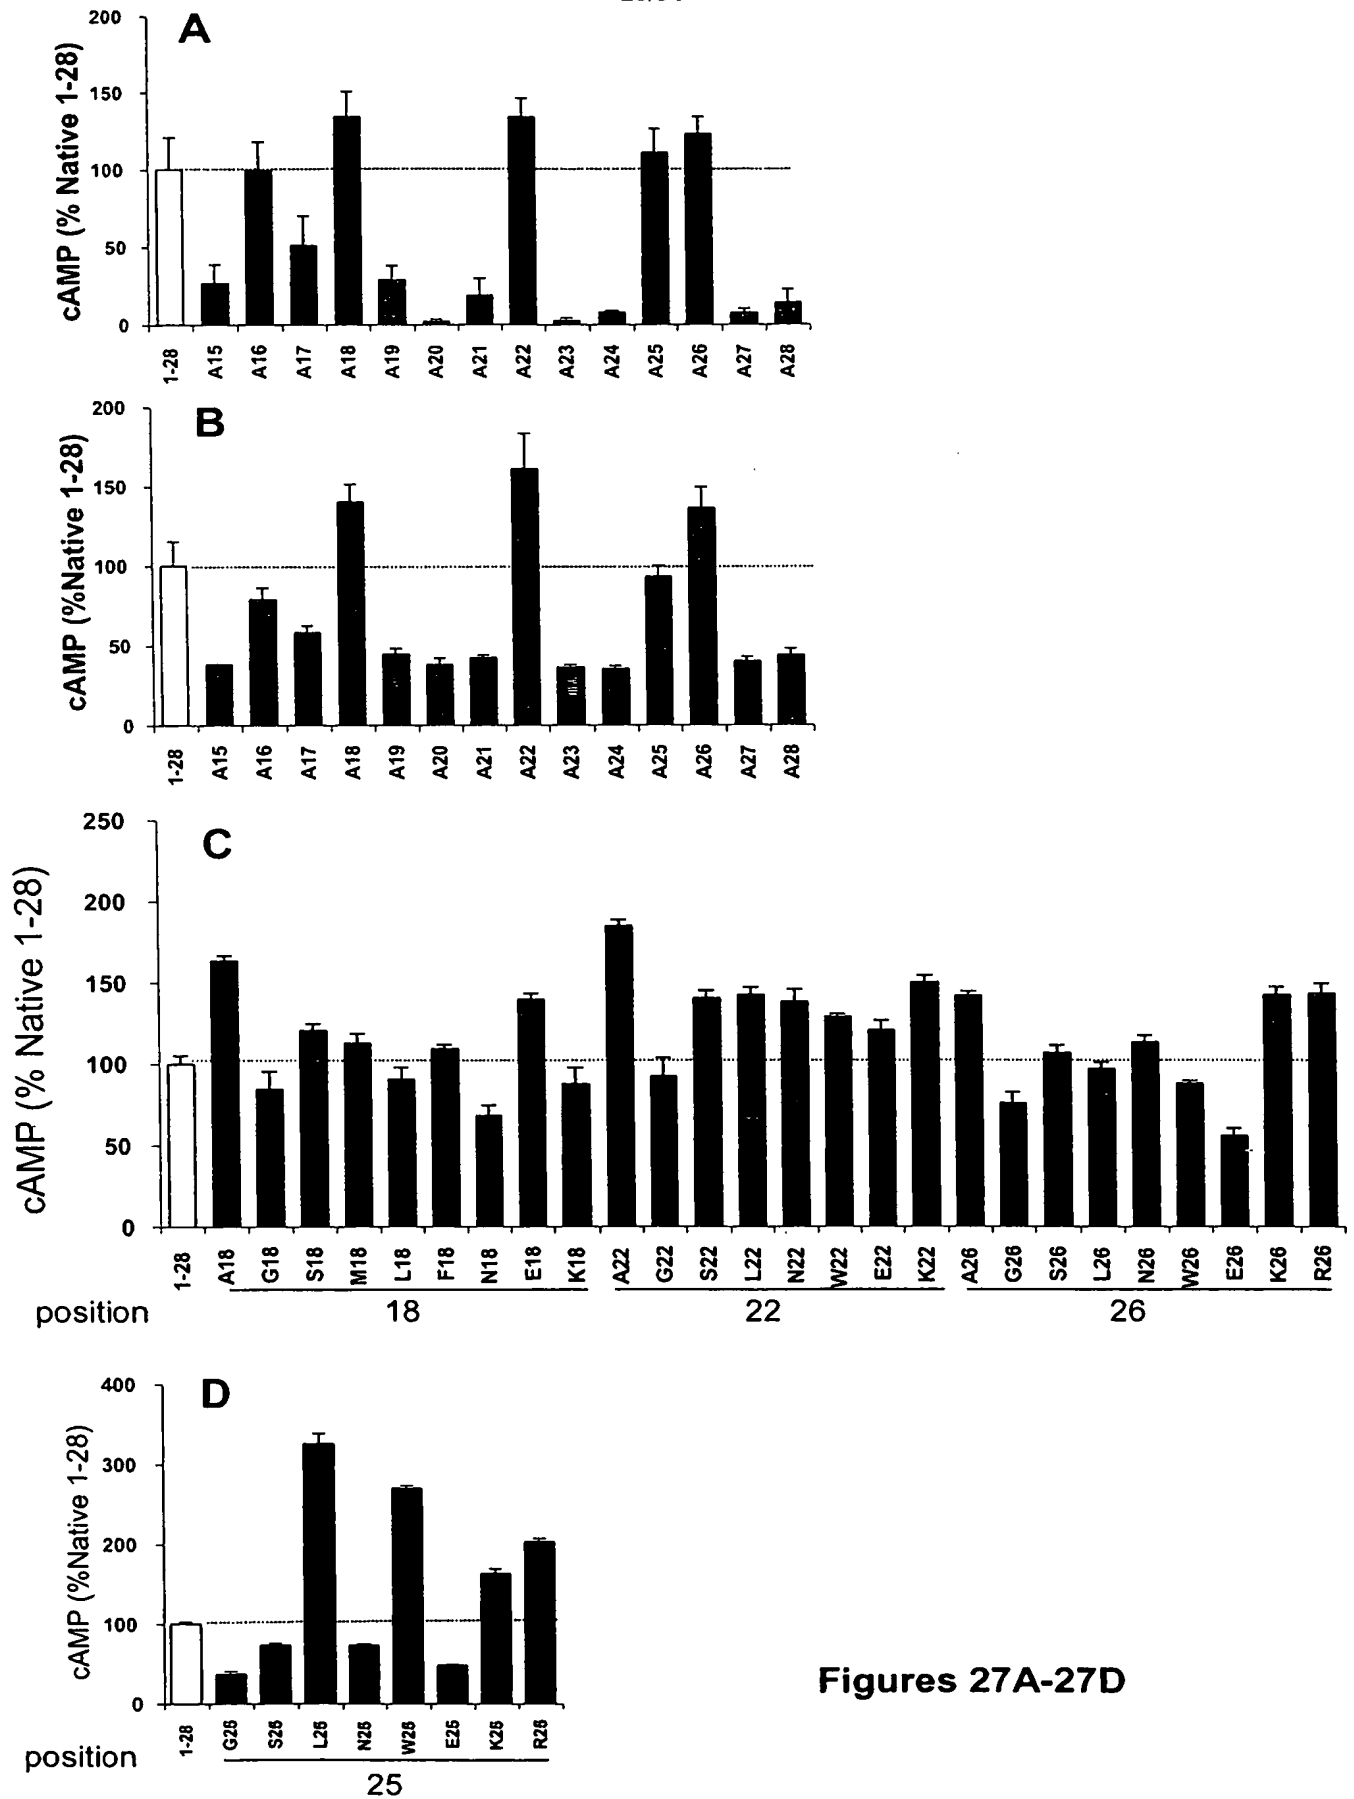 A
cAMP (% Native 1-28)
200
150
100
50
0
1-28 A15 A16 A17 A18 A19 A20 A21 A22 A23 A24 A25 A26 A27 A28
B
cAMP (%Native 1-28)
200
150
100
50
0
1-28 A15 A16 A17 A18 A19 A20 A21 A22 A23 A24 A25 A26 A27 A28
C
cAMP (% Native 1-28)
250
200
150
100
50
0
1-28 A18 G18 S18 M18 L18 F18 N18 E18 K18 A22 G22 S22 L22 N22 W22 E22 K22 A26 G26 S26 L26 N26 W26 E26 K26 R26
position 18 22 26
D
cAMP (%Native 1-28)
400
300
200
100
0
1-28 G25 S25 L25 N25 W25 E25 K25 R25
position
25
Figures 27A-27D